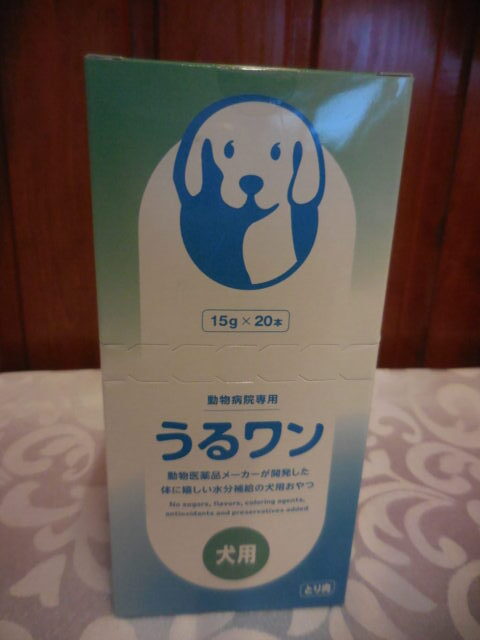 15g×20本
動物病院専用
うるワン
動物医薬品メーカーが開発した
体に嬉しい水分補給の犬用おやつ
No sugars, flavors, coloring agents,
antioxidants and preservatives added
犬用
とり肉